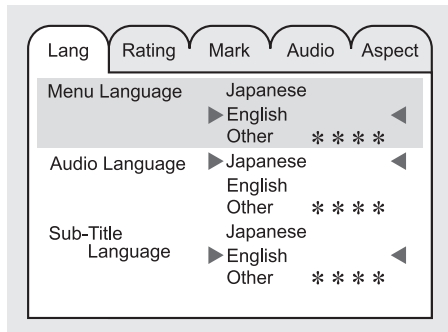 Lang Rating Mark Audio Aspect
Menu Language Japanese
▶English ◀
Other ****
Audio Language ▶Japanese ◀
English
Other ****
Sub-Title Japanese
Language ▶English ◀
Other ****